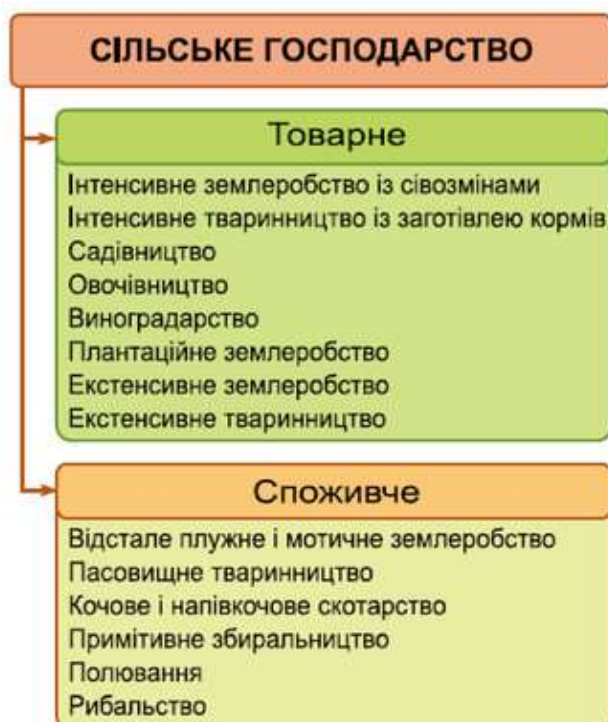 СІЛЬСЬКЕ ГОСПОДАРСТВО
Товарне
Інтенсивне землеробство із сівозмінами
Інтенсивне тваринництво із заготівлею кормів
Садівництво
Овочівництво
Виноградарство
Плантаційне землеробство
Екстенсивне землеробство
Екстенсивне тваринництво
Споживче
Відстале плужне і мотичне землеробство
Пасовищне тваринництво
Кочове і напівкочове скотарство
Примітивне збиральництво
Полювання
Рибальство